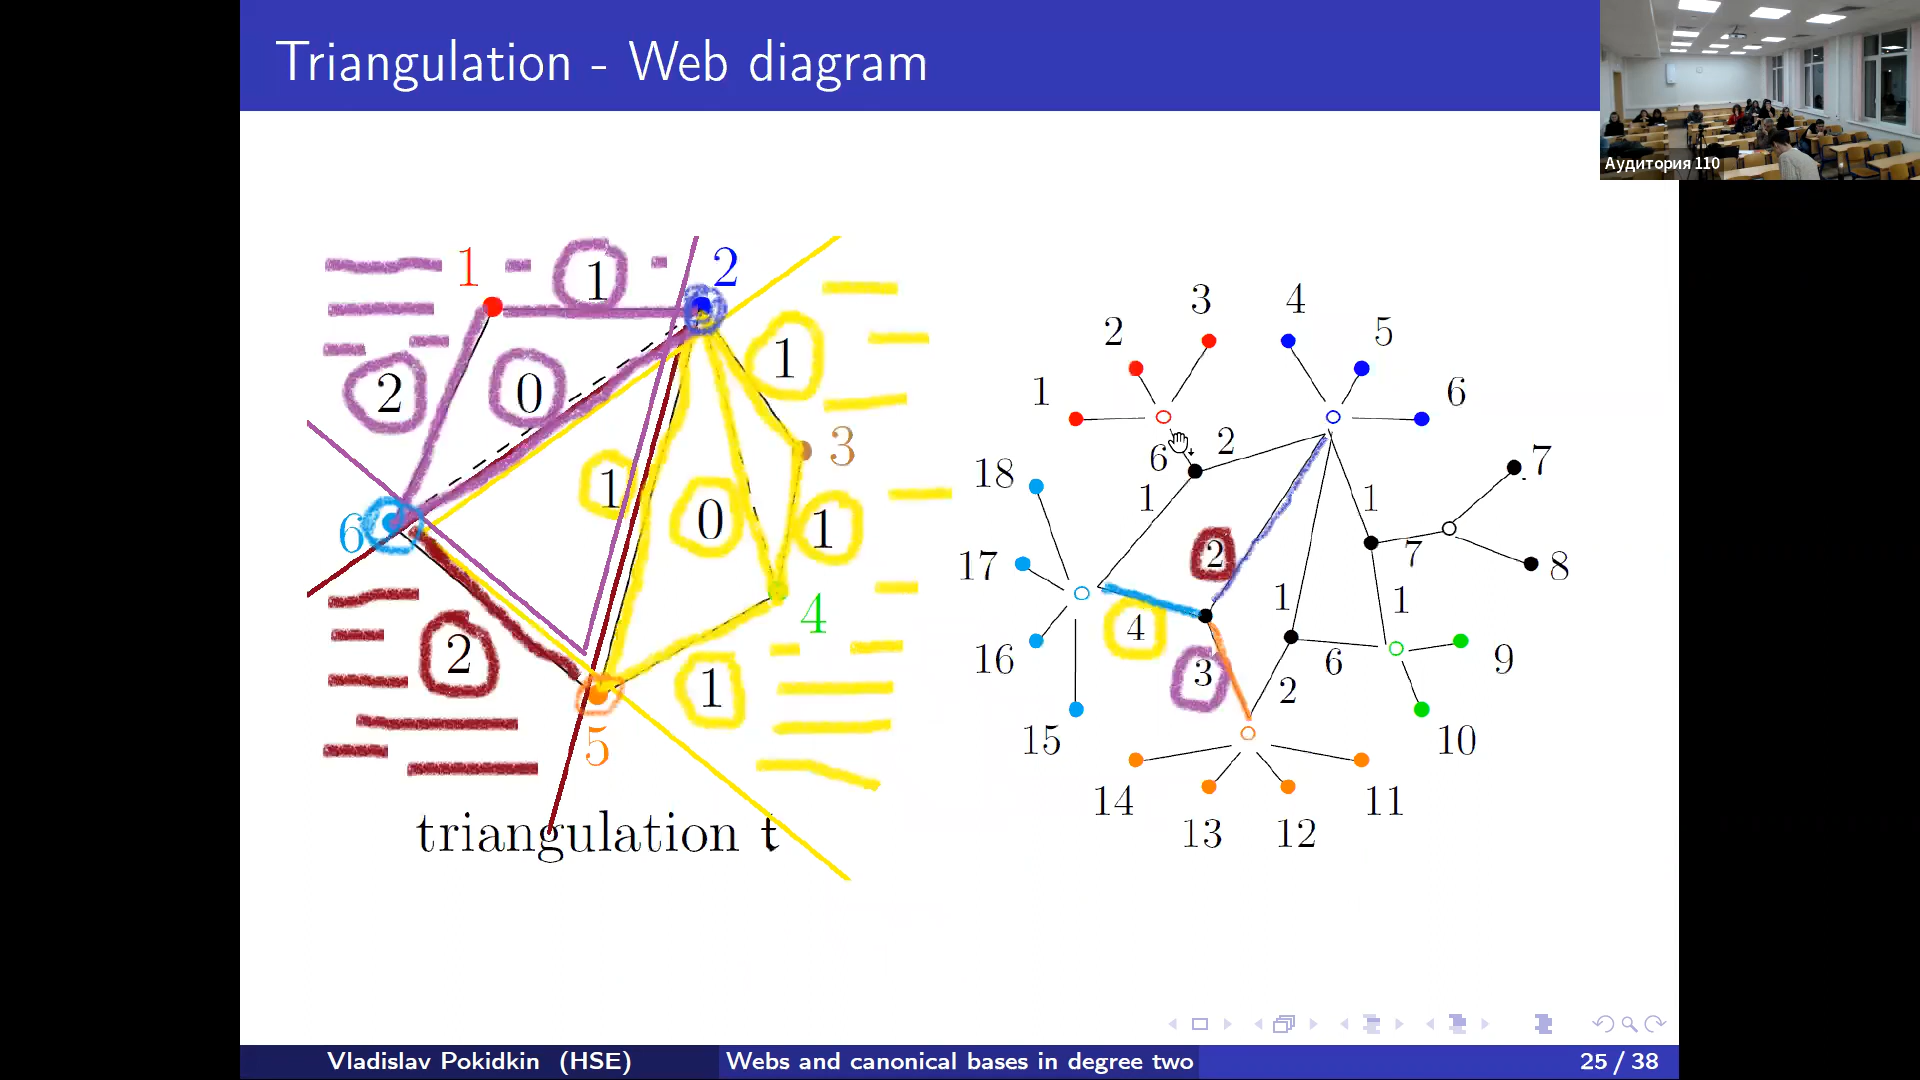 Triangulation - Web diagram
Аудитория 110
1 1 2
2 0 1
3
1 0 1
6
4
2 1
5
triangulation t
3 4
2 5
1 6
6 2
18 1 1 7
2
17 7 8
4 1 1
16 3 6 9
2
15 10
14 11
13 12
Vladislav Pokidkin (HSE) Webs and canonical bases in degree two 25 / 38